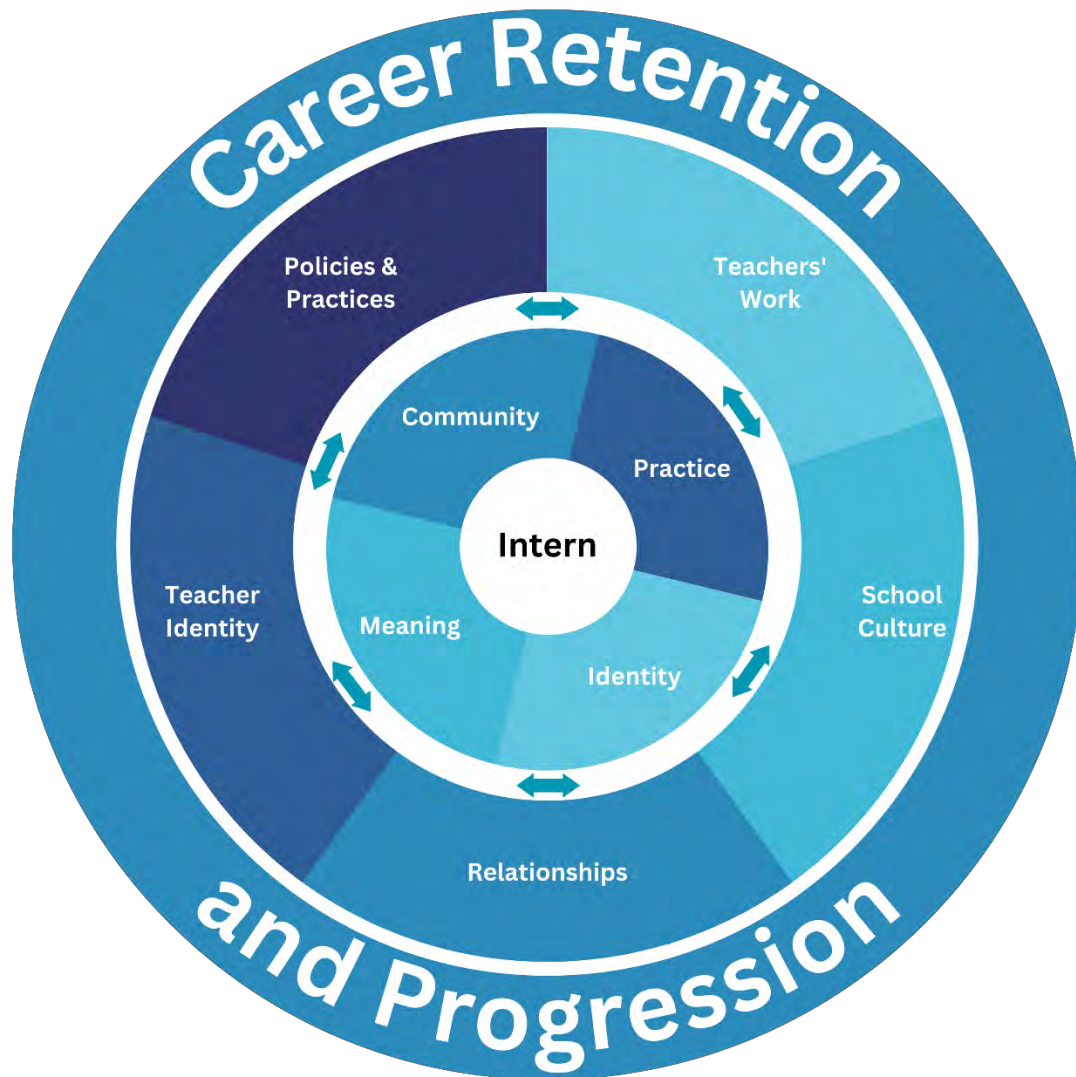 Career Retention
Policies &
Practices
Teachers'
Work
Community
Practice
Intern
Teacher
Identity
Meaning
School
Culture
Identity
Relationships
and Progression